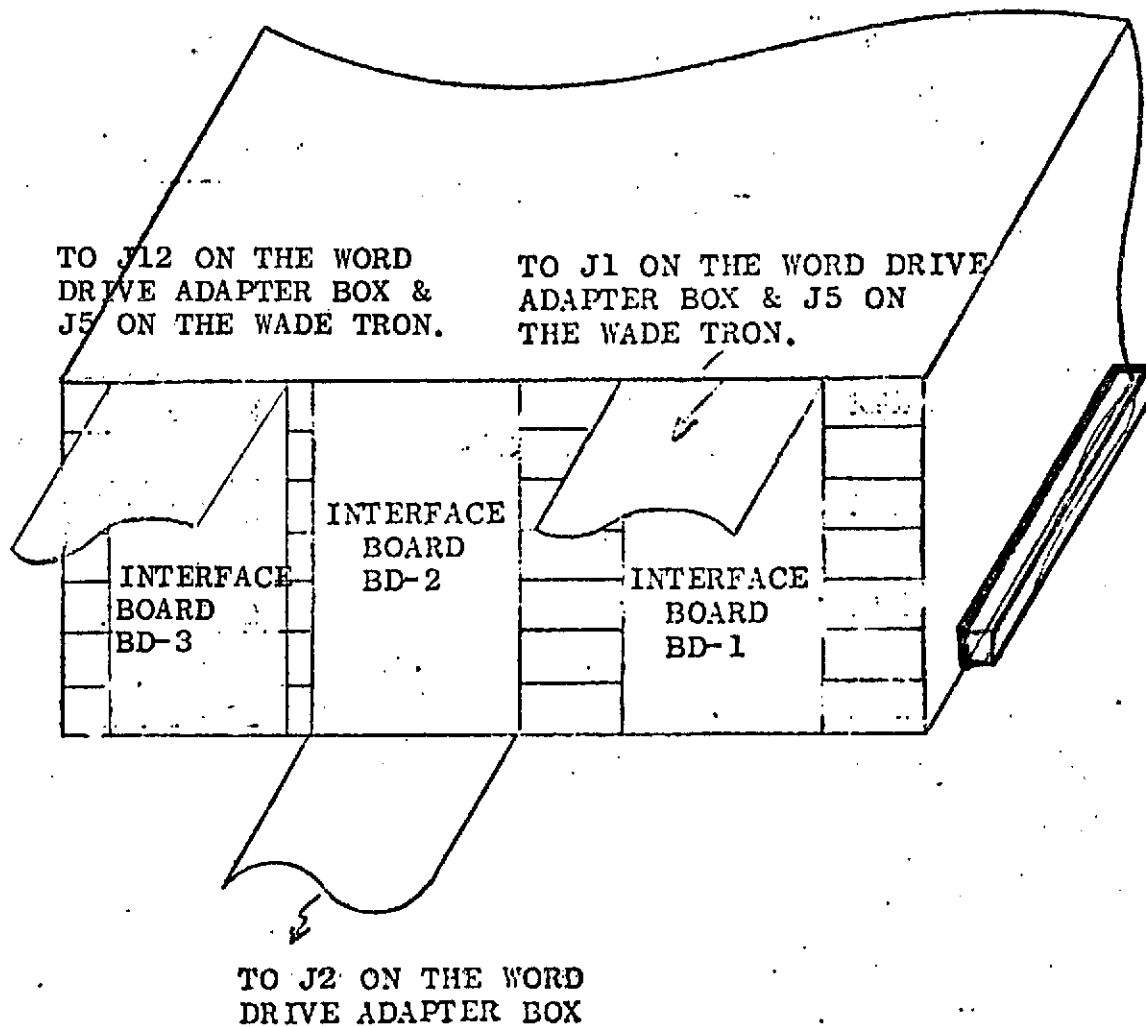 TO J12 ON THE WORD
DRIVE ADAPTER BOX &
J5 ON THE WADE TRON.
TO J1 ON THE WORD DRIVE
ADAPTER BOX & J5 ON
THE WADE TRON.
INTERFACE
BOARD
BD-3
INTERFACE
BOARD
BD-2
INTERFACE
BOARD
BD-1
TO J2 ON THE WORD
DRIVE ADAPTER BOX